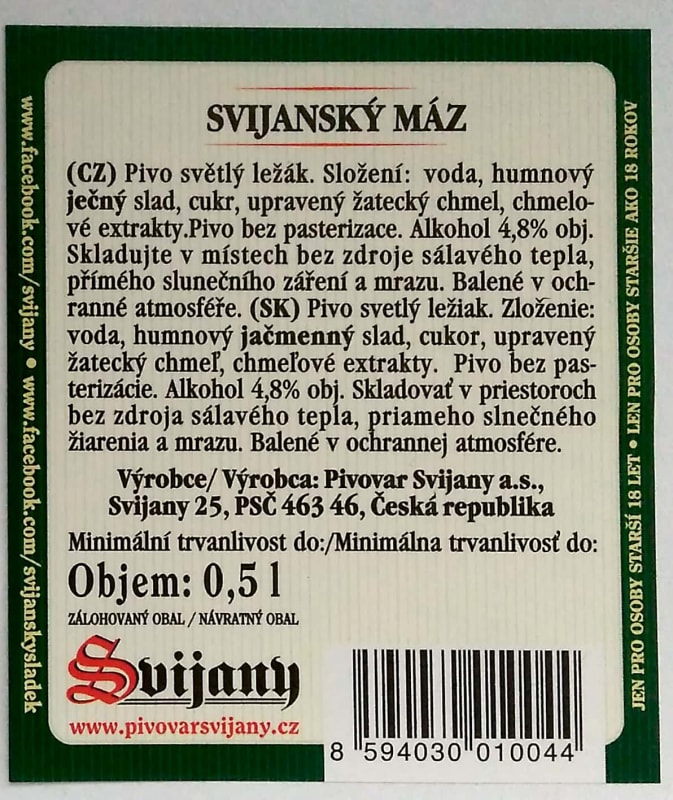 SVIJANSKÝ MÁZ
(CZ) Pivo světlý ležák. Složení: voda, humnový
ječný slad, cukr, upravený žatecký chmel, chmelo-
vé extrakty.Pivo bez pasterizace. Alkohol 4,8% obj.
Skladujte v místech bez zdroje sálavého tepla,
přímého slunečního záření a mrazu. Balené v och-
ranné atmosféře. (SK) Pivo svetlý ležiak. Zloženie:
voda, humnový jačmenný slad, cukor, upravený
žatecký chmeľ, chmeľové extrakty. Pivo bez pas-
terizácie. Alkohol 4,8% obj. Skladovať v priestoroch
bez zdroja sálavého tepla, priameho slnečného
žiarenia a mrazu. Balené v ochrannej atmosfére.
Výrobce/ Výrobca: Pivovar Svijany a.s.,
Svijany 25, PSČ 463 46, Česká republika
Minimální trvanlivost do:/Minimálna trvanlivosť do:
Objem: 0,5 l
ZÁLOHOVANÝ OBAL / NÁVRATNÝ OBAL
Svijany
www.pivovarsvijany.cz
8 594030 010044
www.facebook.com/svijany • www.facebook.com/svijanskysladek
JEN PRO OSOBY STARŠÍ 18 LET • LEN PRO OSOBY STARŠIE AKO 18 ROKOV